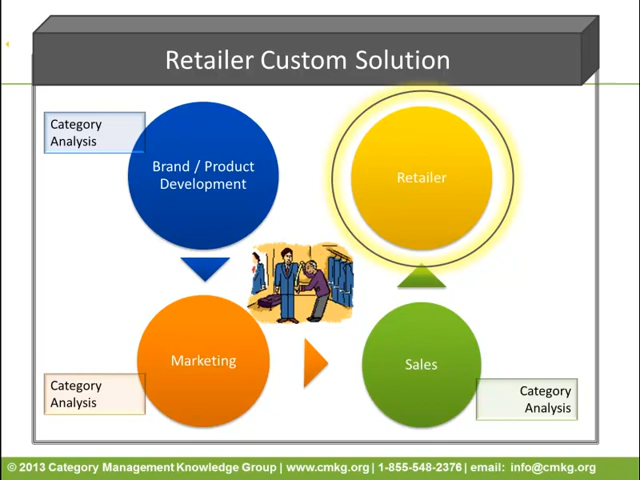 Retailer Custom Solution
Category
Analysis
Brand / Product
Development
Retailer
Marketing
Sales
Category
Analysis
Category
Analysis
© 2013 Category Management Knowledge Group | www.cmkg.org | 1-855-548-2376 | email: info@cmkg.org